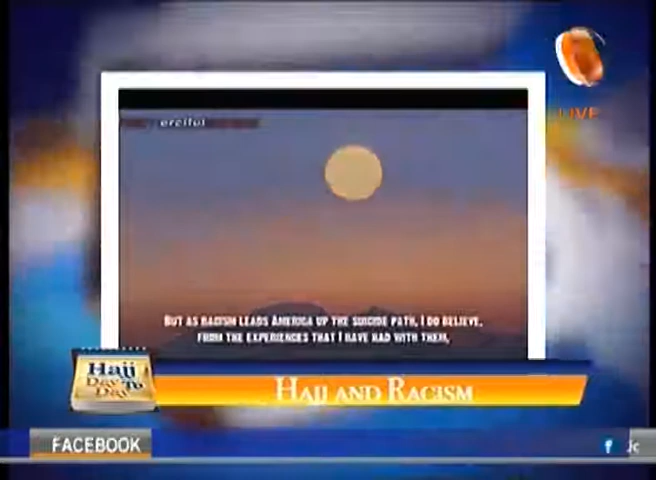 LIVE
erciful
BUT AS RACISM LEADS AMERICA UP THE SUICIDE PATH, I DO BELIEVE,
FROM THE EXPERIENCES THAT I HAVE HAD WITH THEM,
Hajj
Day To
Day
HAJJ AND RACISM
FACEBOOK
f